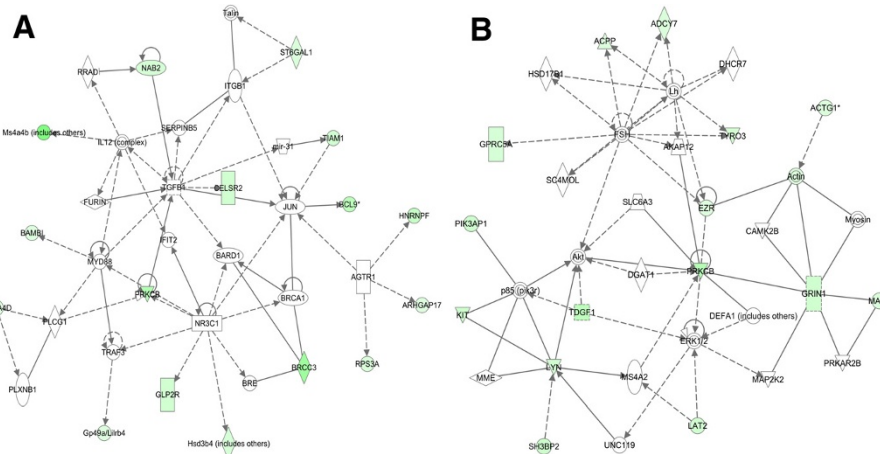 A
Talin
ST6GAL1
NAB2
RRAD
ITGB1
Ms4a4b (includes others)
SERPINB5
IL12 (complex)
TIAM1
mir-31
TGFB1
CELSR2
FURIN
JUN
BCL9*
BAMBI
IFIT2
HNRNPF
MYD88
BARD1
AGTR1
PRKCB
BRCA1
ARHGAP17
PLCG1
NR3C1
TRAF3
BRCC3
RPS3A
PLXNB1
GLP2R
BRE
Gp49a/Lilrb4
Hsd3b4 (includes others)
B
ADCY7
ACPP
HSD17B1
DHCR7
Lh
ACTG1*
GPRC5A
FSH
AKAP12
TYRO3
SC4MOL
Actin
SLC6A3
EZR
PIK3AP1
CAMK2B
Myosin
Akt
DGAT1
PRKCB
p85 (pik3r)
GRIN1
KIT
TDGF1
DEFA1 (includes others)
ERK1/2
LYN
MME
MS4A2
MAP2K2
PRKAR2B
LAT2
SH3BP2
UNC119